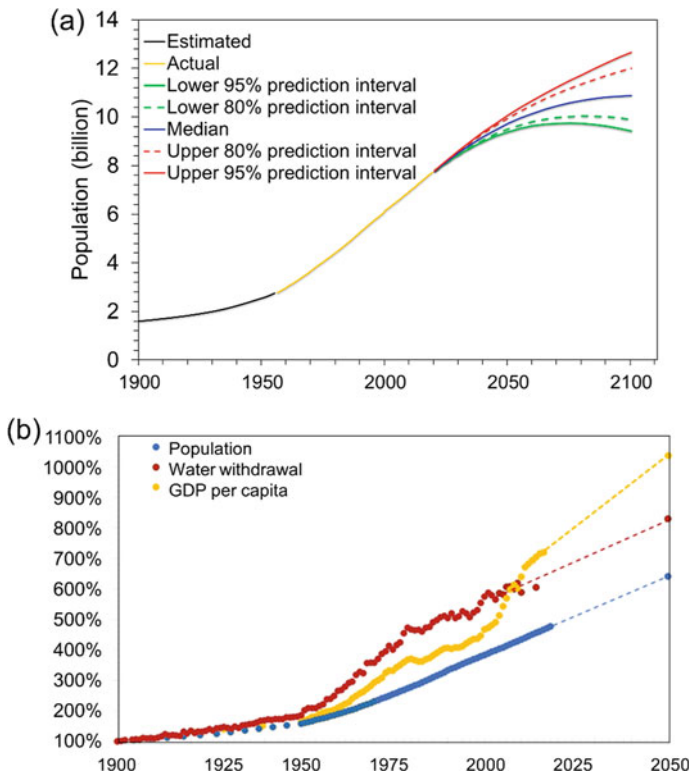 (a)
14
12
10
8
6
4
2
0
Population (billion)
Estimated
Actual
Lower 95% prediction interval
Lower 80% prediction interval
Median
Upper 80% prediction interval
Upper 95% prediction interval
1900 1950 2000 2050 2100
(b)
1100%
1000%
900%
800%
700%
600%
500%
400%
300%
200%
100%
Population
Water withdrawal
GDP per capita
1900 1925 1950 1975 2000 2025 2050